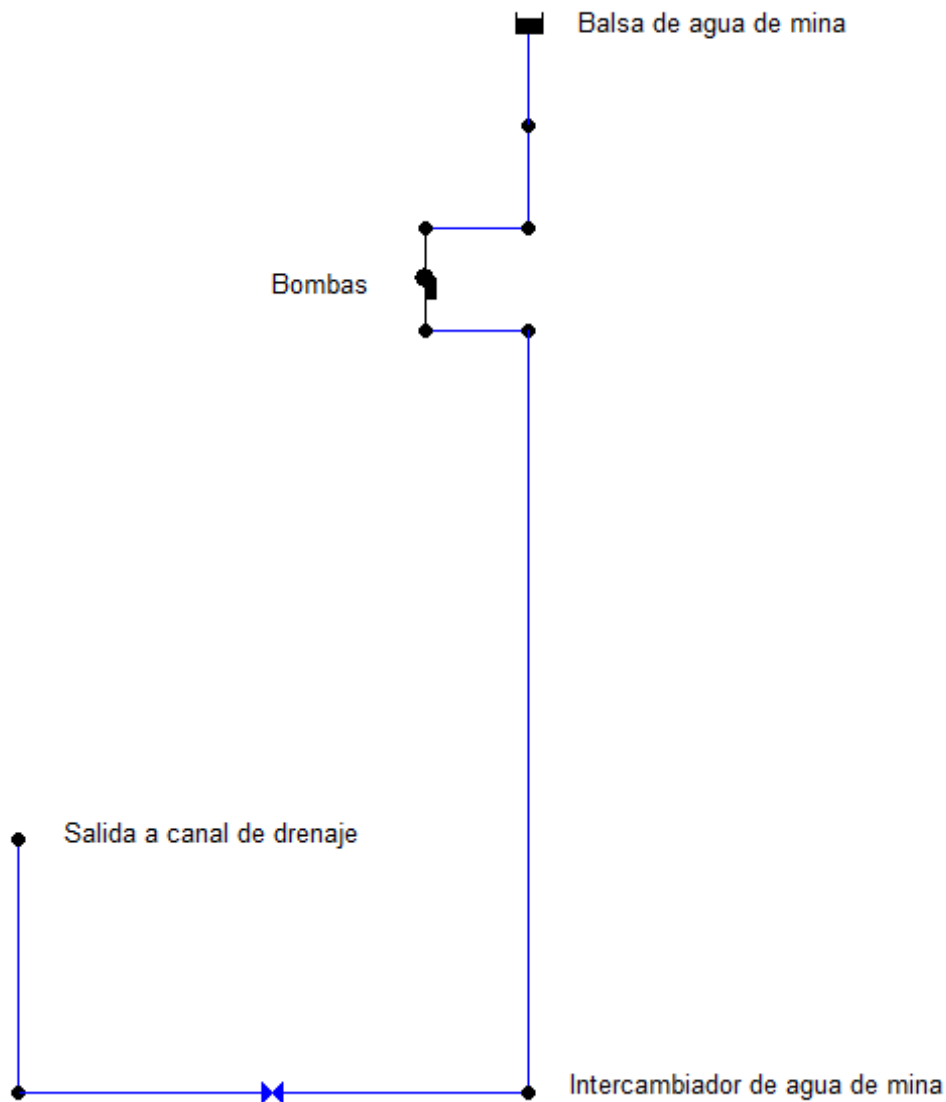 Balsa de agua de mina
Bombas
Salida a canal de drenaje
Intercambiador de agua de mina